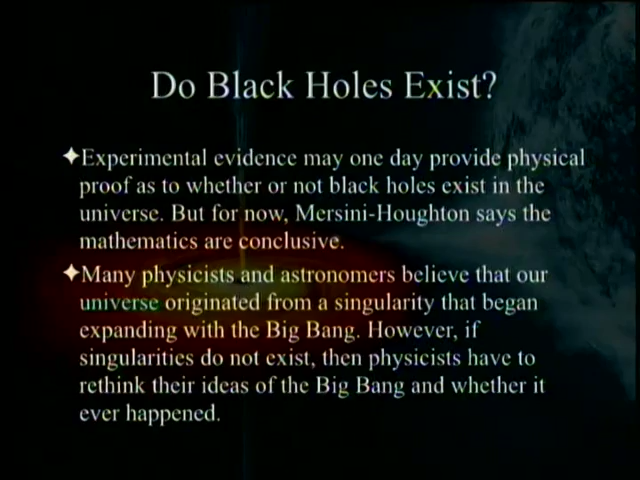 Do Black Holes Exist?
✦Experimental evidence may one day provide physical
proof as to whether or not black holes exist in the
universe. But for now, Mersini-Houghton says the
mathematics are conclusive.
✦Many physicists and astronomers believe that our
universe originated from a singularity that began
expanding with the Big Bang. However, if
singularities do not exist, then physicists have to
rethink their ideas of the Big Bang and whether it
ever happened.